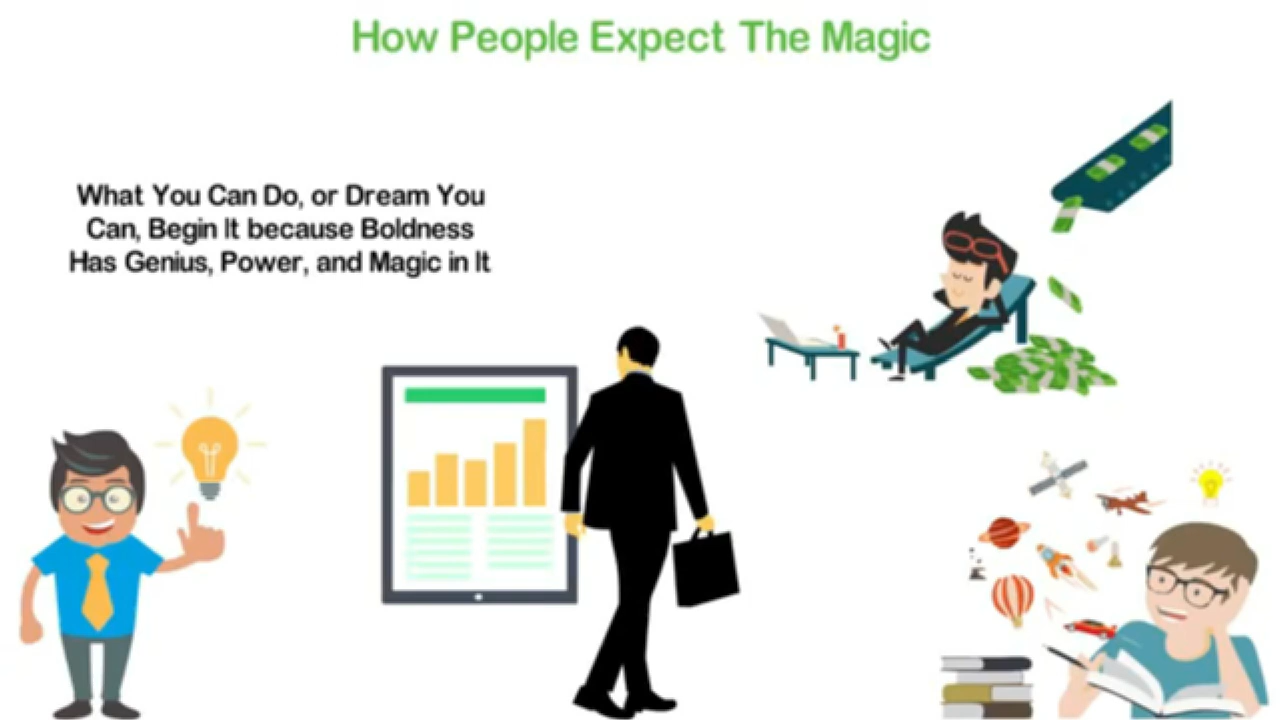 How People Expect The Magic
What You Can Do, or Dream You
Can, Begin It because Boldness
Has Genius, Power, and Magic in It